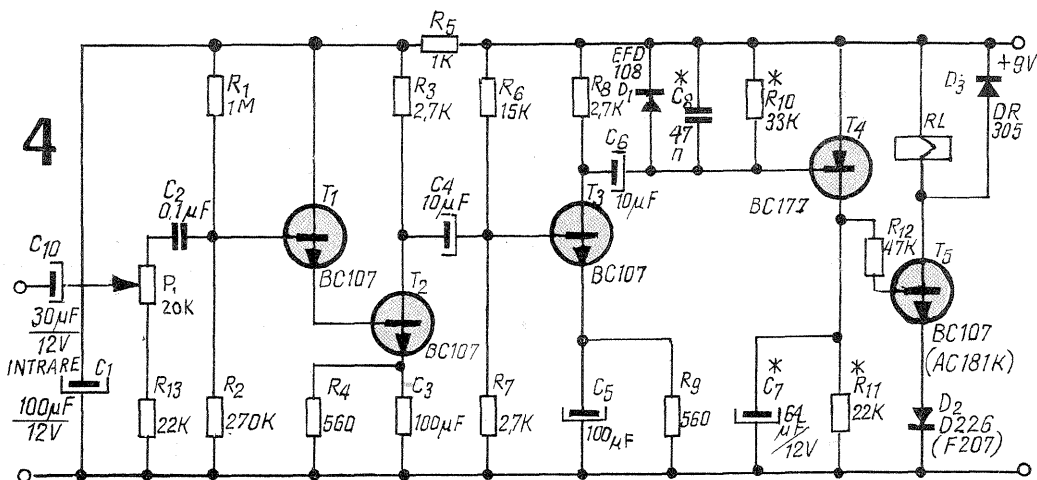 4
R5
1K
R1
1M
R3
2,7K
R6
15K
R8
2,7K
EFD
108
D1
*
C8
47
n
*
R10
33K
+9V
D3
DR
305
RL
C2
0,1µF
T1
BC107
C4
10µF
C6
10µF
T3
BC107
T4
BC177
R12
47K
T5
BC107
(AC181K)
C10
30µF
12V
INTRARE
P1
20K
T2
BC107
C1
100µF
12V
R13
22K
R2
270K
R4
560
C3
100µF
R7
2,7K
C5
100µF
R9
560
*
C7
64
µF
/12V
*
R11
22K
D2
D226
(F207)